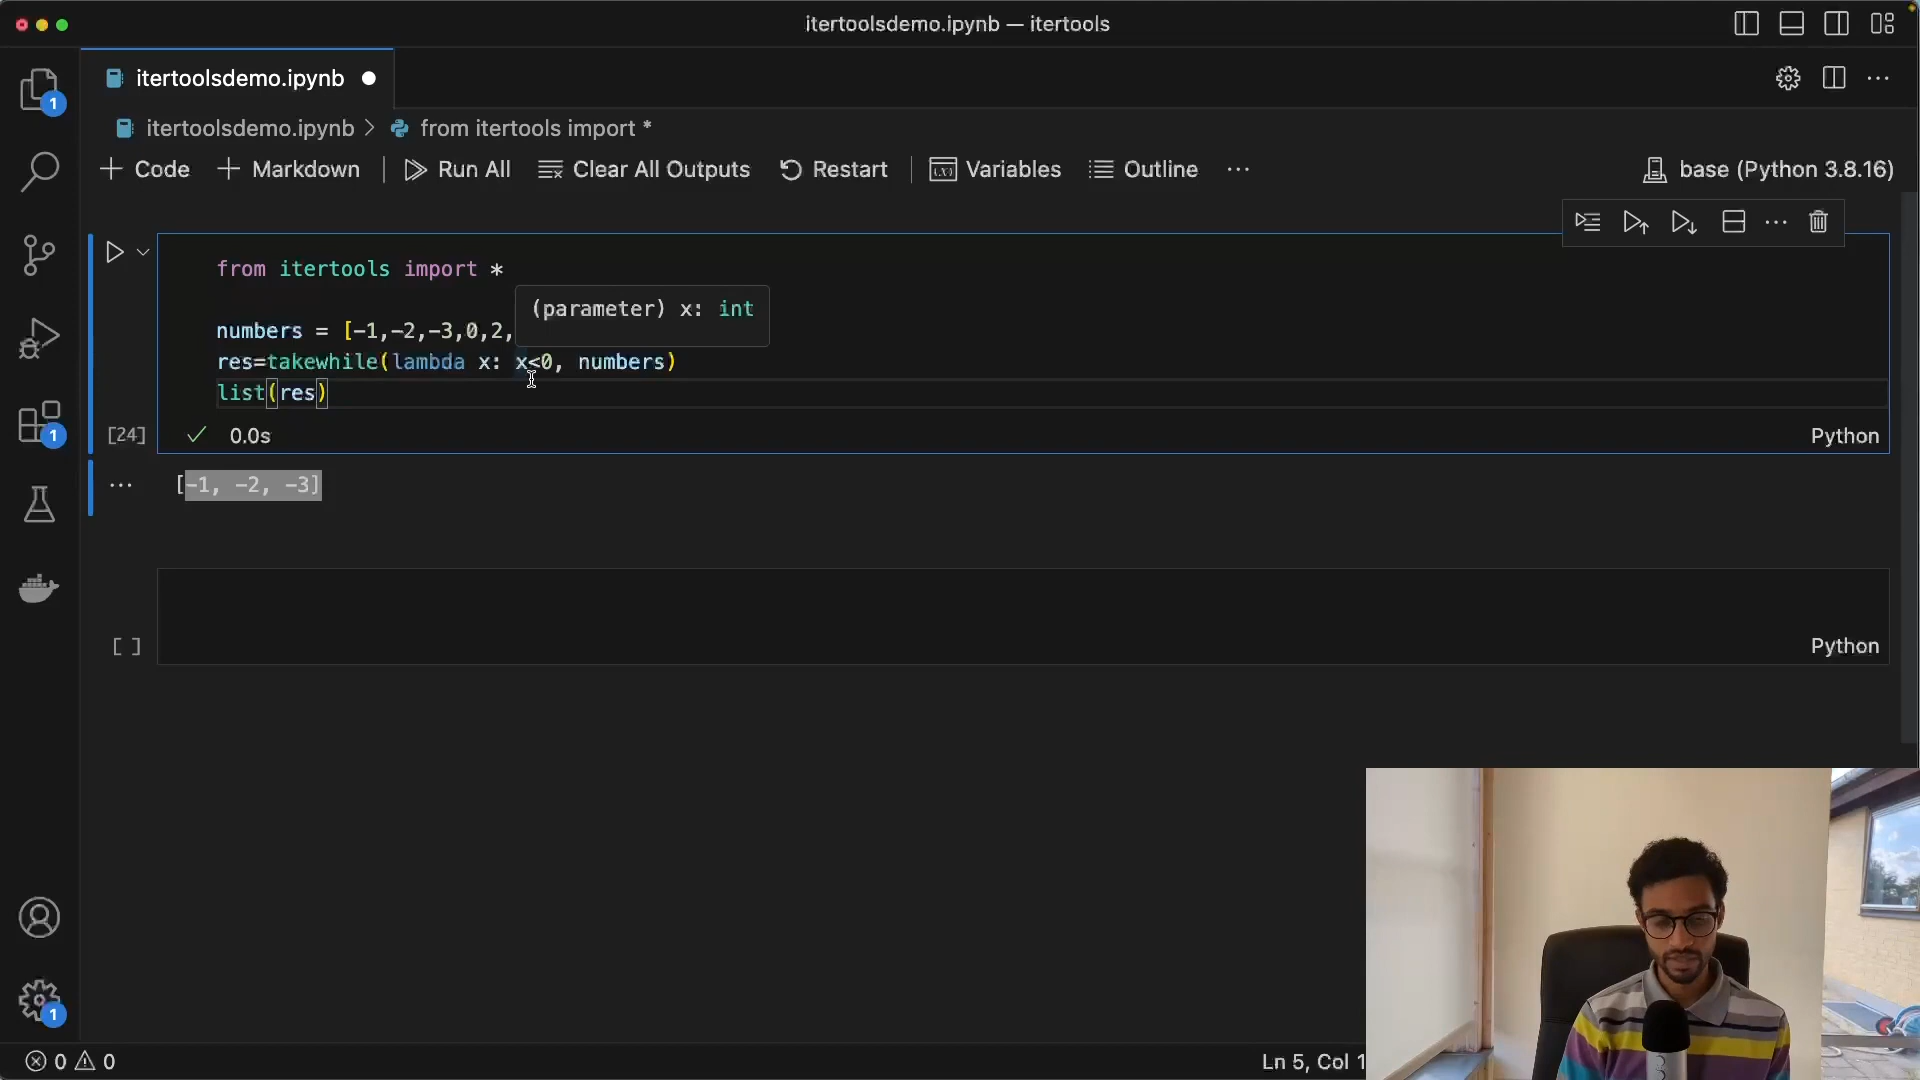 itertoolsdemo.ipynb — itertools
itertoolsdemo.ipynb
itertoolsdemo.ipynb > from itertools import *
+ Code + Markdown | Run All Clear All Outputs Restart | Variables Outline ··· base (Python 3.8.16)
from itertools import *
(parameter) x: int
numbers = [-1,-2,-3,0,2,
res=takewhile(lambda x: x<0, numbers)
list(res)
[24] 0.0s Python
[-1, -2, -3]
[ ] Python
1
1
1
0 0
Ln 5, Col 1